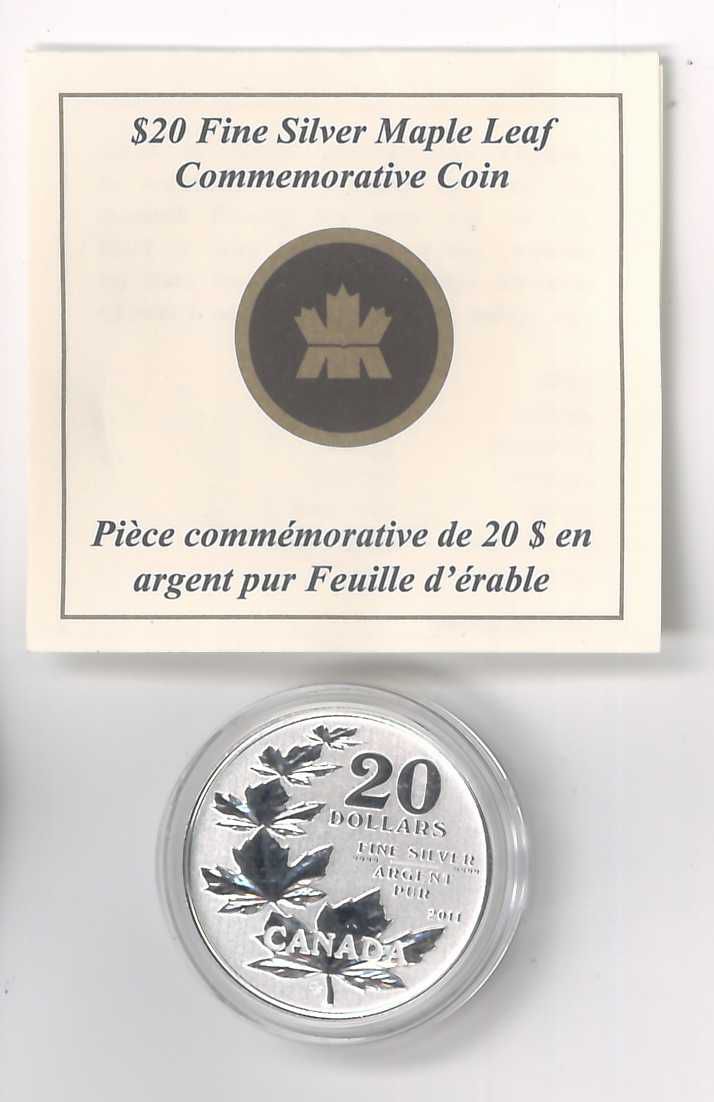 $20 Fine Silver Maple Leaf
Commemorative Coin
Pièce commémorative de 20 $ en
argent pur Feuille d'érable
20
DOLLARS
FINE SILVER
9999 9999
ARGENT
PUR
2011
CANADA